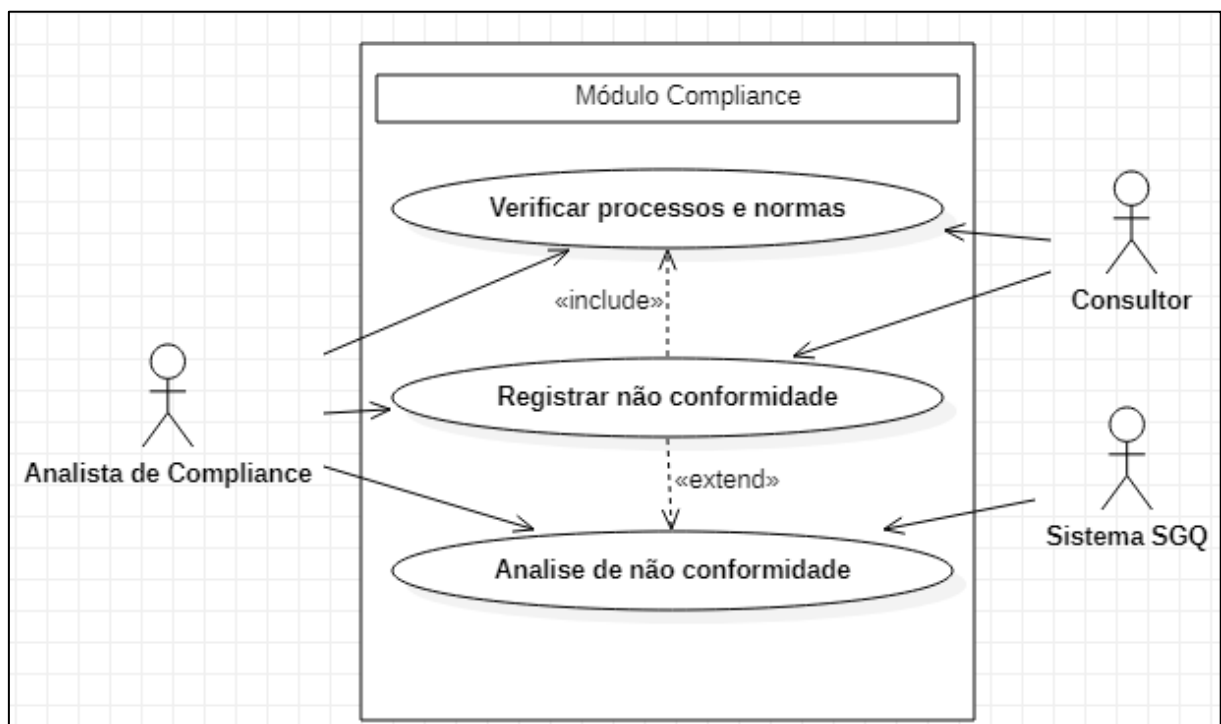 Módulo Compliance
Verificar processos e normas
«include»
Consultor
Registrar não conformidade
Analista de Compliance
«extend»
Sistema SGQ
Analise de não conformidade